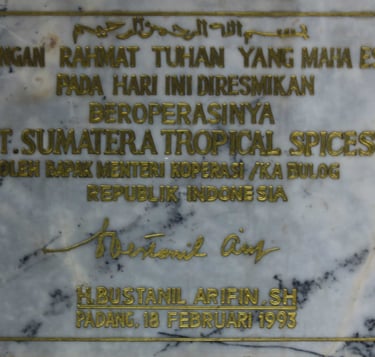 بسم الله الرحمن الرحيم
NGAN RAHMAT TUHAN YANG MAHA E
PADA HARI INI DIRESMIKAN
BEROPERASINYA
T. SUMATERA TROPICAL SPICES
OLEH BAPAK MENTERI KOPERASI / KA BULOG
REPUBLIK INDONESIA
H. BUSTANIL ARIFIN, SH
PADANG, 18 FEBRUARI 1993